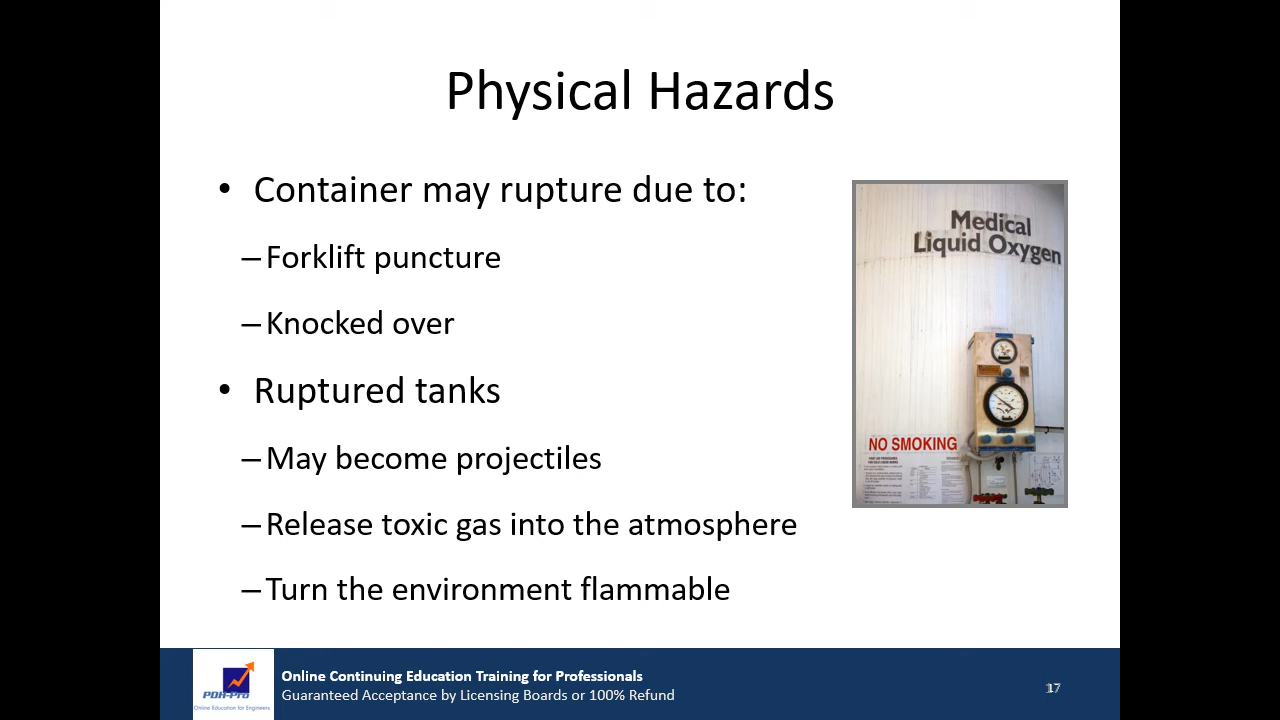 Physical Hazards
• Container may rupture due to:
–Forklift puncture
–Knocked over
• Ruptured tanks
–May become projectiles
–Release toxic gas into the atmosphere
–Turn the environment flammable
Medical
Liquid Oxygen
NO SMOKING
PDH-Pro
Online Education for Engineers
Online Continuing Education Training for Professionals
Guaranteed Acceptance by Licensing Boards or 100% Refund
17